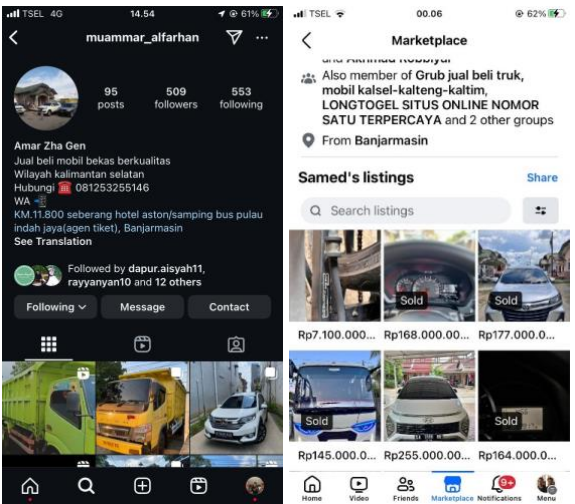 TSEL 4G 14.54 61%
muammar_alfarhan
95 509 553
posts followers following
Amar Zha Gen
Jual beli mobil bekas berkualitas
Wilayah kalimantan selatan
Hubungi ☎ 081253255146
WA 📲
KM.11.800 seberang hotel aston/samping bus pulau
indah jaya(agen tiket), Banjarmasin
See Translation
Followed by dapur.aisyah11,
rayyanyan10 and 12 others
Following Message Contact
TSEL 00.06 62%
Marketplace
Also member of Grub jual beli truk,
mobil kalsel-kalteng-kaltim,
LONGTOGEL SITUS ONLINE NOMOR
SATU TERPERCAYA and 2 other groups
From Banjarmasin
Samed's listings Share
Search listings
Sold Sold
Rp7.100.000... Rp168.000.00... Rp177.000.0...
Sold Sold
Rp145.000.0... Rp255.000.00... Rp164.000.0...
9+
Home Video Friends Marketplace Notifications Menu